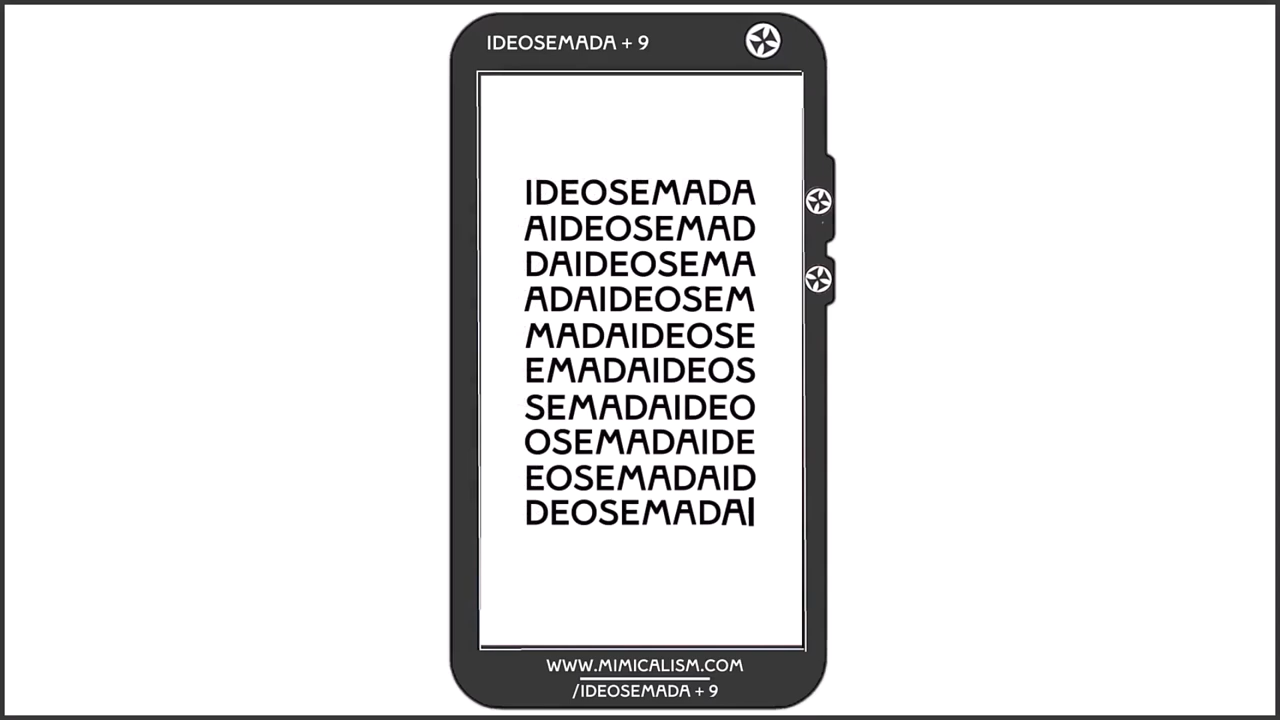 IDEOSEMADA + 9
IDEOSEMADA
AIDEOSEMAD
DAIDEOSEMA
ADAIDEOSEM
MADAIDEOSE
EMADAIDEOS
SEMADAIDEO
OSEMADAIDE
EOSEMADAID
DEOSEMADAI
WWW.MIMICALISM.COM
/IDEOSEMADA + 9